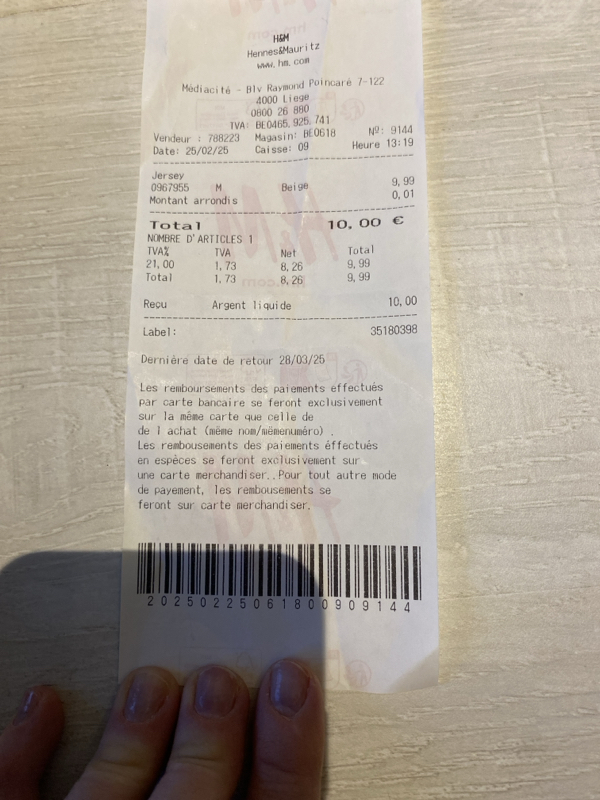 H&M
Hennes&Mauritz
www.hm.com
Médiacité - Blv Raymond Poincaré 7-122
4000 Liege
0800 26 880
TVA: BE0465.925.741
Vendeur : 788223 Magasin: BE0618 Nº: 9144
Date: 25/02/25 Caisse: 09 Heure 13:19
Jersey
0967955 M Beige 9,99
Montant arrondis 0,01
Total 10,00 €
NOMBRE D'ARTICLES 1
TVA% TVA Net Total
21,00 1,73 8,26 9,99
Total 1,73 8,26 9,99
Reçu Argent liquide 10,00
Label: 35180398
Derniére date de retour 28/03/25
Les remboursements des paiements effectués
par carte bancaire se feront exclusivement
sur la même carte que celle de
de l achat (même nom/mêmenuméro) .
Les rembousements des paiements éffectués
en espèces se feront exclusivement sur
une carte merchandiser..Pour tout autre mode
de payement, les rembousements se
feront sur carte merchandiser.
20250225061800909144